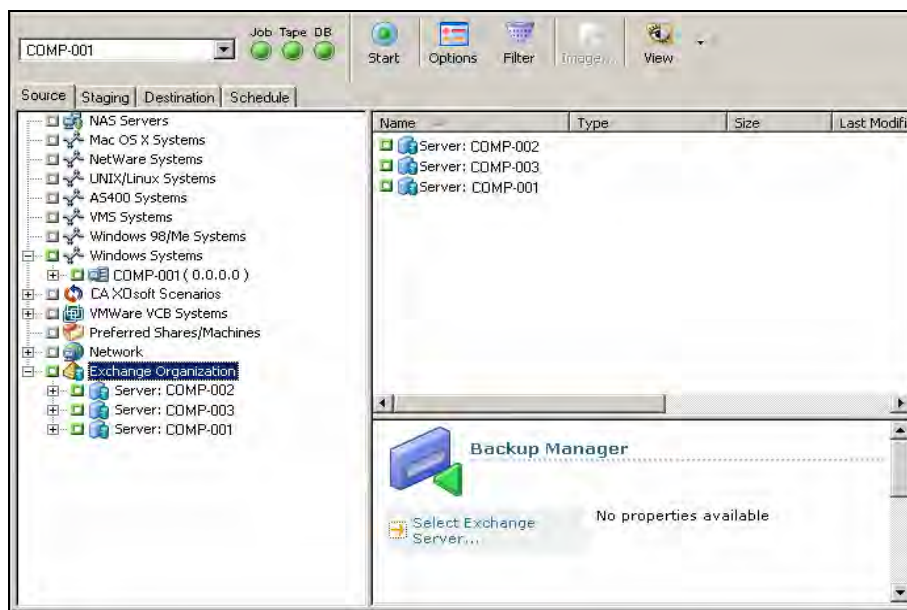 COMP-001
Job Tape DB
Start
Options
Filter
Image...
View
Source
Staging
Destination
Schedule
NAS Servers
Mac OS X Systems
NetWare Systems
UNIX/Linux Systems
AS400 Systems
VMS Systems
Windows 98/Me Systems
Windows Systems
COMP-001 ( 0.0.0.0 )
CA XOsoft Scenarios
VMWare VCB Systems
Preferred Shares/Machines
Network
Exchange Organization
Server: COMP-002
Server: COMP-003
Server: COMP-001
Name
Type
Size
Last Modifi
Server: COMP-002
Server: COMP-003
Server: COMP-001
Backup Manager
Select Exchange
Server...
No properties available